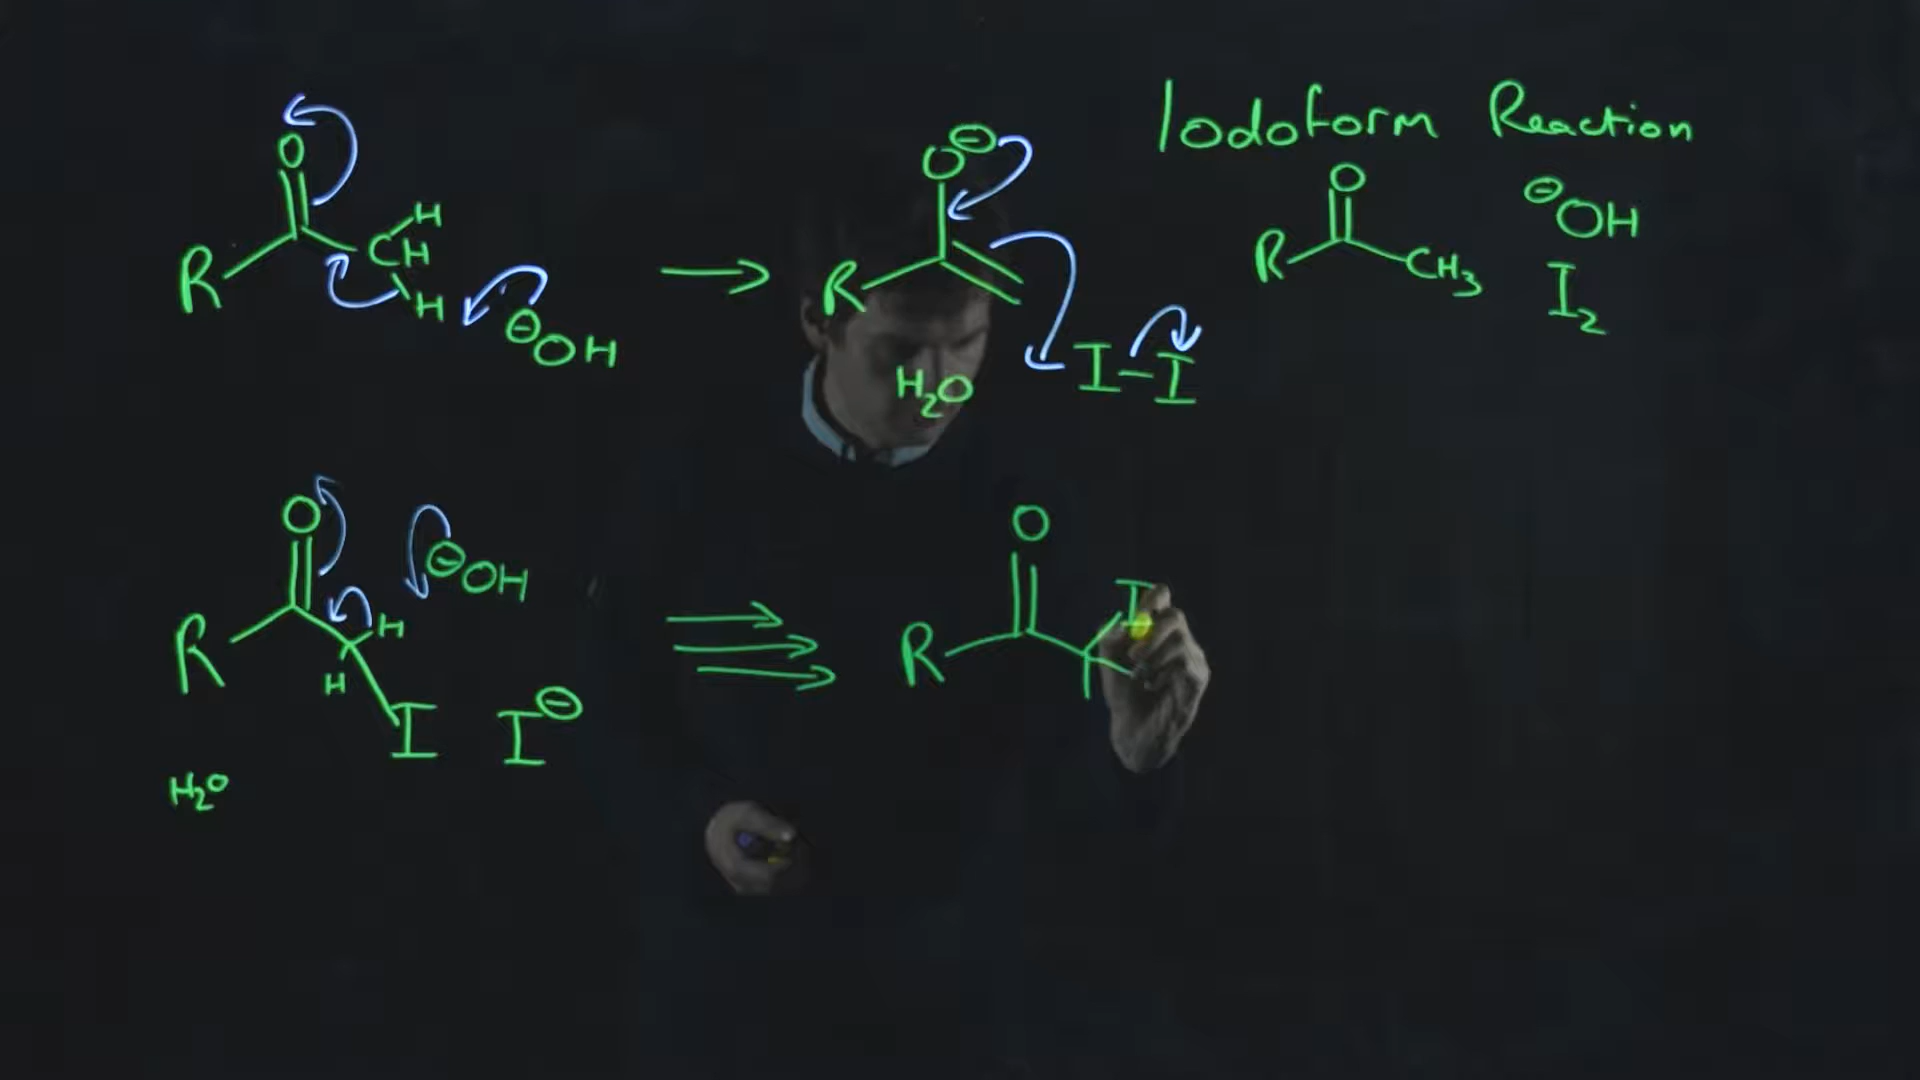 Iodoform Reaction
O
R
CH
H
H
⊖OH
O⊖
R
H₂O
I-I
O
R
CH₃
⊖OH
I₂
O
R
H
H
I
⊖OH
I⊖
H₂O
O
R
I